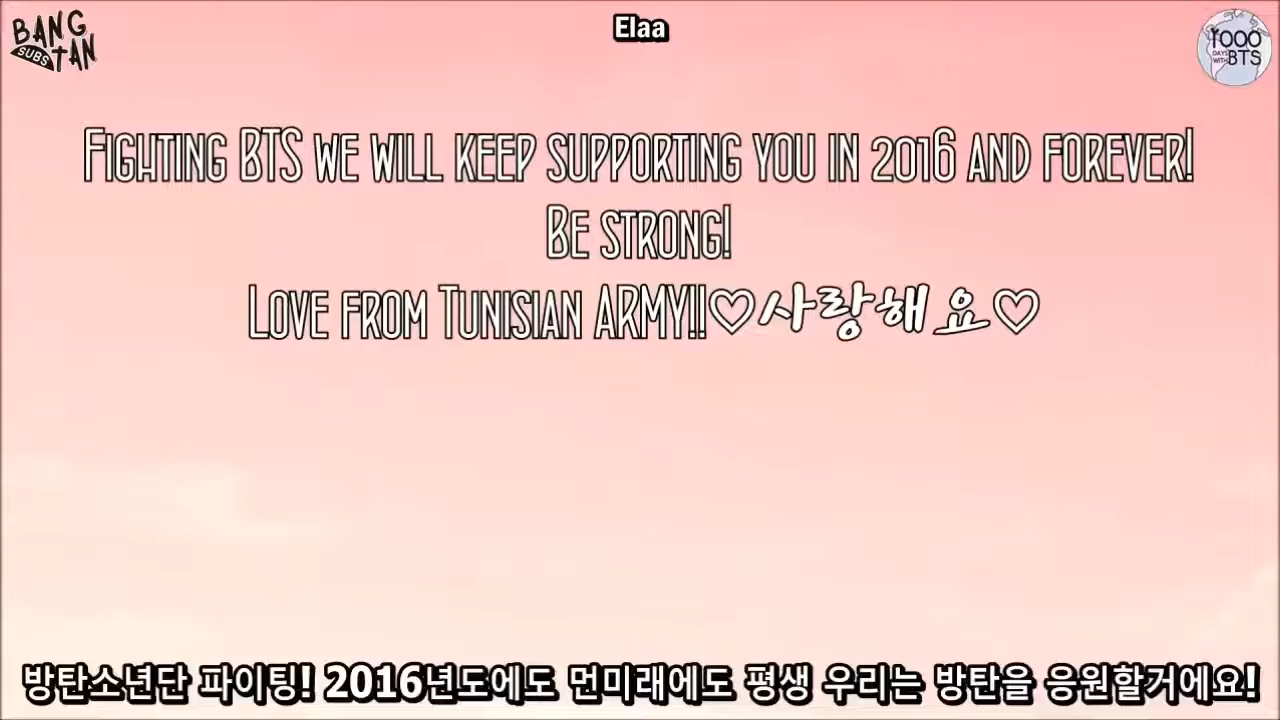 BANG
SUBS TAN
Elaa
1000
DAYS
WITH BTS
FIGHTING BTS WE WILL KEEP SUPPORTING YOU IN 2016 AND FOREVER!
BE STRONG!
LOVE FROM TUNISIAN ARMY!!♡사랑해요♡
방탄소년단 파이팅! 2016년도에도 먼미래에도 평생 우리는 방탄을 응원할거에요!